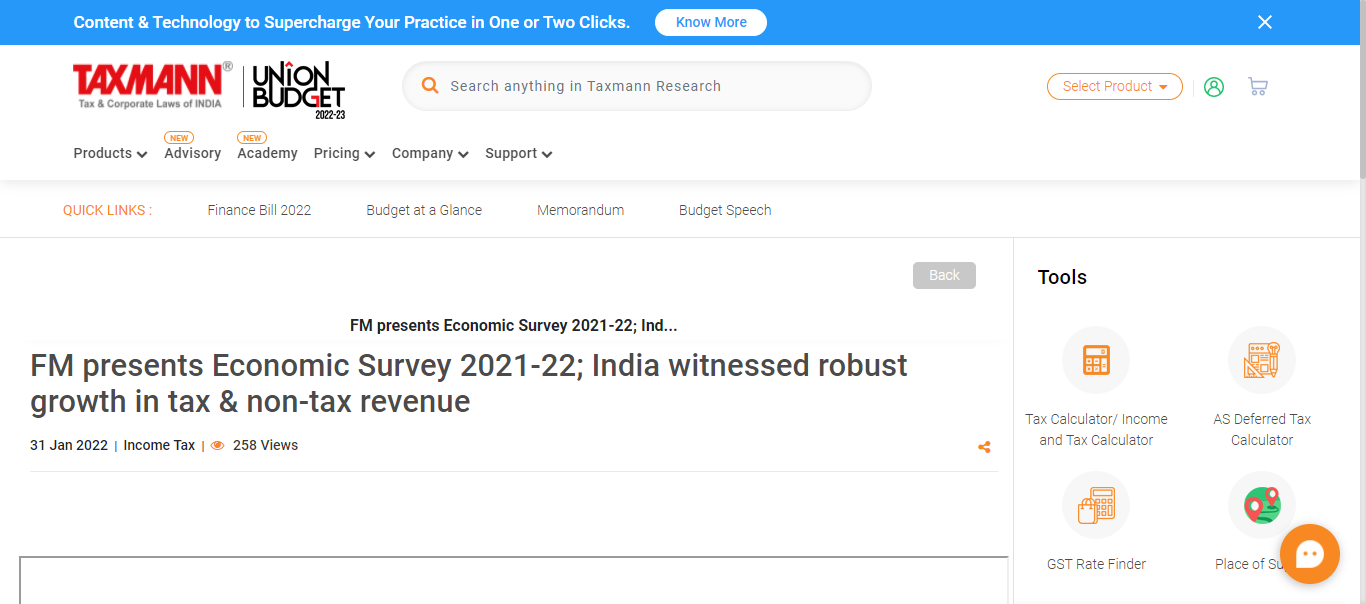 Content & Technology to Supercharge Your Practice in One or Two Clicks.
Know More
TAXMANN®
Tax & Corporate Laws of INDIA
UNION
BUDGET
2022-23
Search anything in Taxmann Research
Select Product
NEW
NEW
Products
Advisory
Academy
Pricing
Company
Support
QUICK LINKS :
Finance Bill 2022
Budget at a Glance
Memorandum
Budget Speech
Back
FM presents Economic Survey 2021-22; Ind...
FM presents Economic Survey 2021-22; India witnessed robust
growth in tax & non-tax revenue
31 Jan 2022 | Income Tax | 258 Views
Tools
Tax Calculator/ Income
and Tax Calculator
AS Deferred Tax
Calculator
GST Rate Finder
Place of